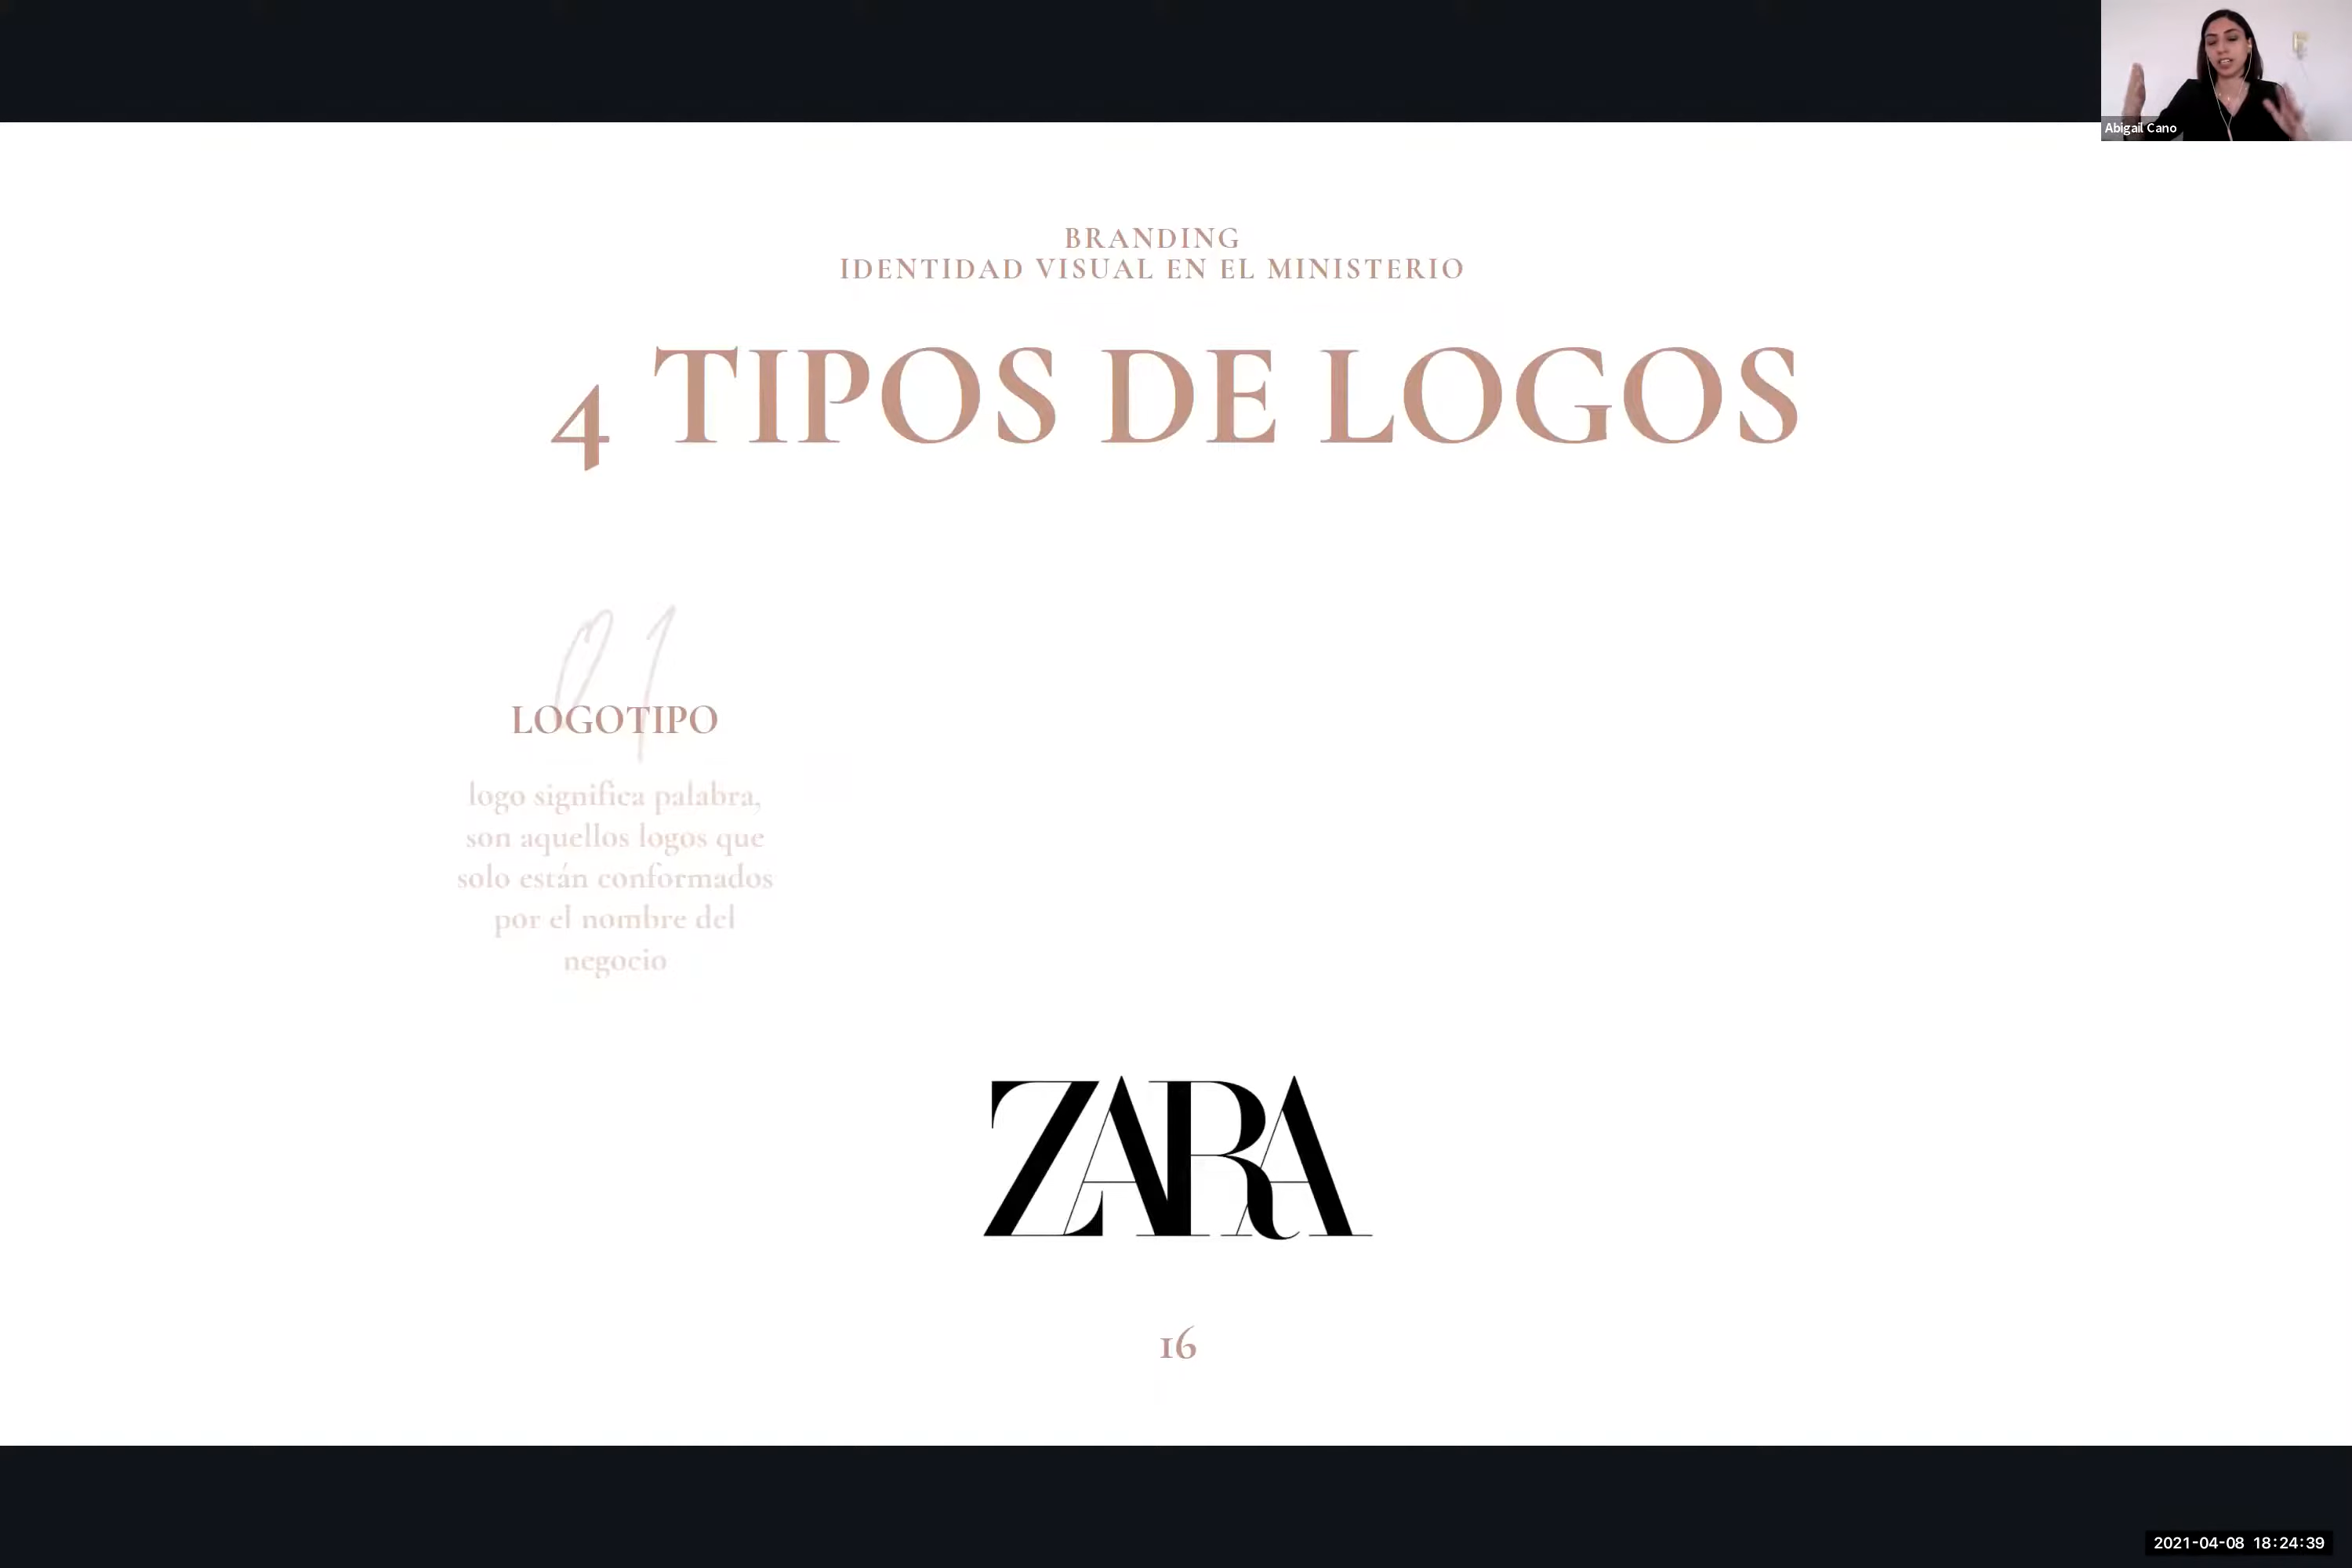 Abigail Cano
BRANDING
IDENTIDAD VISUAL EN EL MINISTERIO
4 TIPOS DE LOGOS
01
LOGOTIPO
logo significa palabra,
son aquellos logos que
solo están conformados
por el nombre del
negocio
ZARA
16
2021-04-08 18:24:39